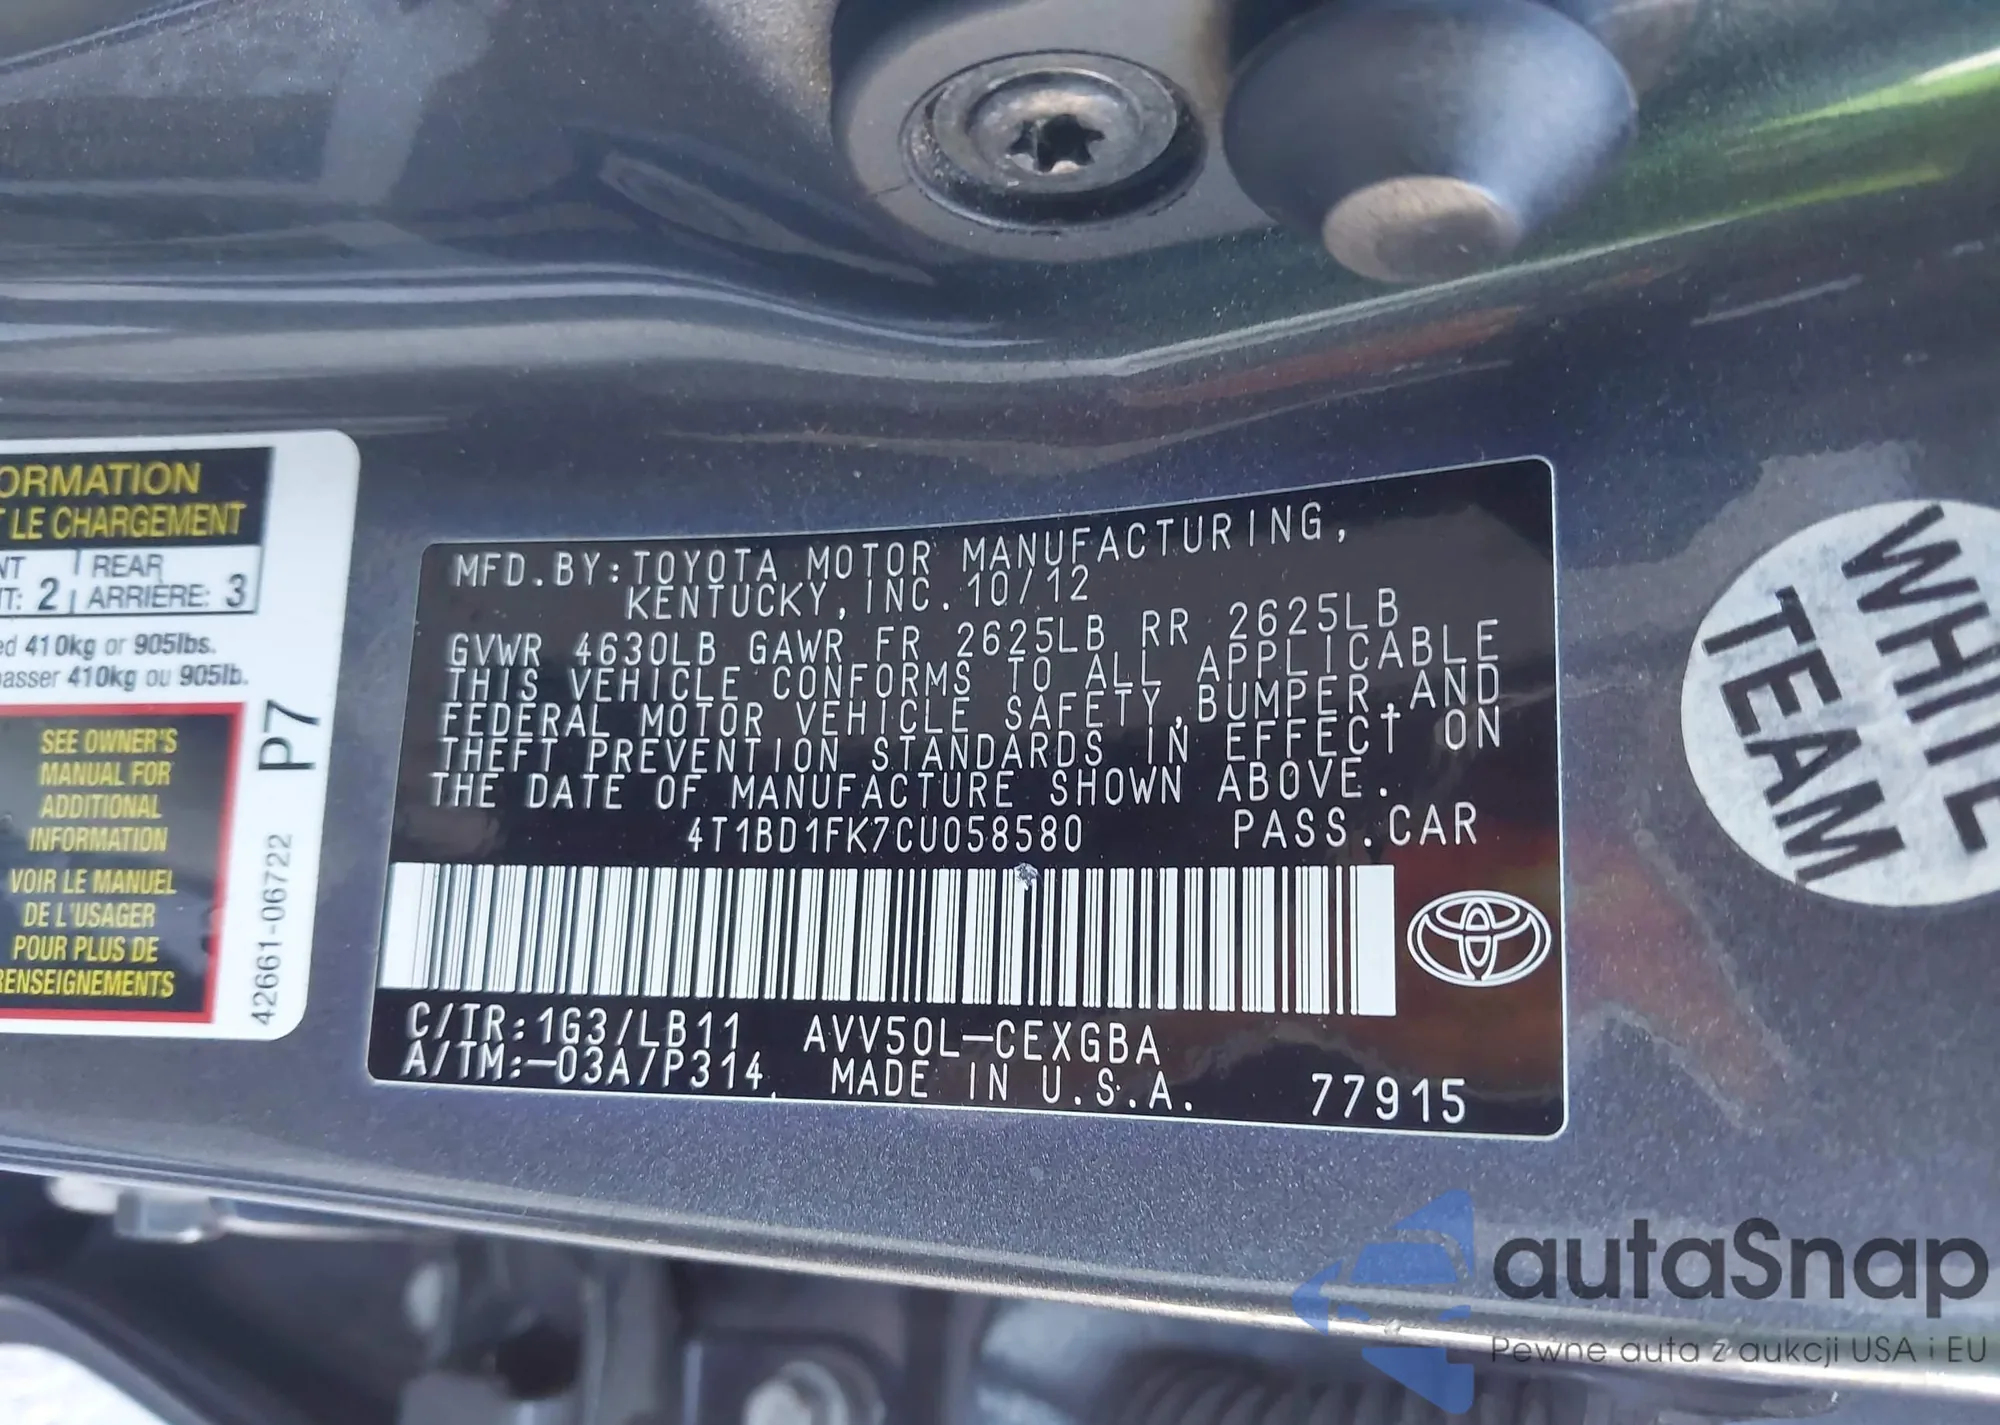 ORMATION
T LE CHARGEMENT
NT REAR
T: 2 ARRIERE: 3
ed 410kg or 905lbs.
passer 410kg ou 905lb.
SEE OWNER'S
MANUAL FOR
ADDITIONAL
INFORMATION
VOIR LE MANUEL
DE L'USAGER
POUR PLUS DE
RENSEIGNEMENTS
42661-06722 P7
MFD.BY:TOYOTA MOTOR MANUFACTURING,
KENTUCKY,INC.10/12
GVWR 4630LB GAWR FR 2625LB RR 2625LB
THIS VEHICLE CONFORMS TO ALL APPLICABLE
FEDERAL MOTOR VEHICLE SAFETY,BUMPER,AND
THEFT PREVENTION STANDARDS IN EFFECT ON
THE DATE OF MANUFACTURE SHOWN ABOVE.
4T1BD1FK7CU058580 PASS.CAR
C/TR:1G3/LB11 AVV50L-CEXGBA
A/TM:-03A/P314 MADE IN U.S.A. 77915
WHITE
TEAM
autaSnap
Pewne auta z aukcji USA i EU